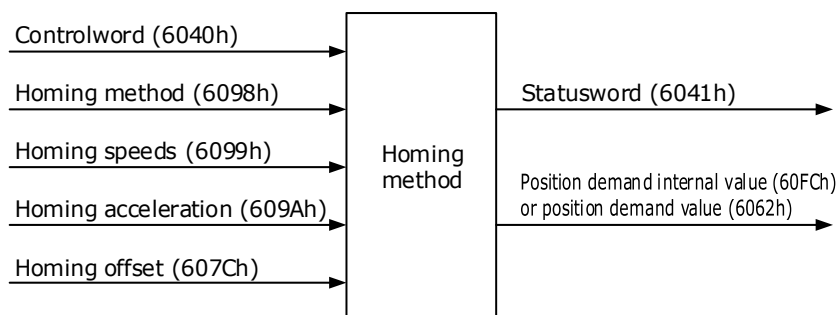 Controlword (6040h)
Homing method (6098h)
Homing speeds (6099h)
Homing acceleration (609Ah)
Homing offset (607Ch)
Homing
method
Statusword (6041h)
Position demand internal value (60FCh)
or position demand value (6062h)